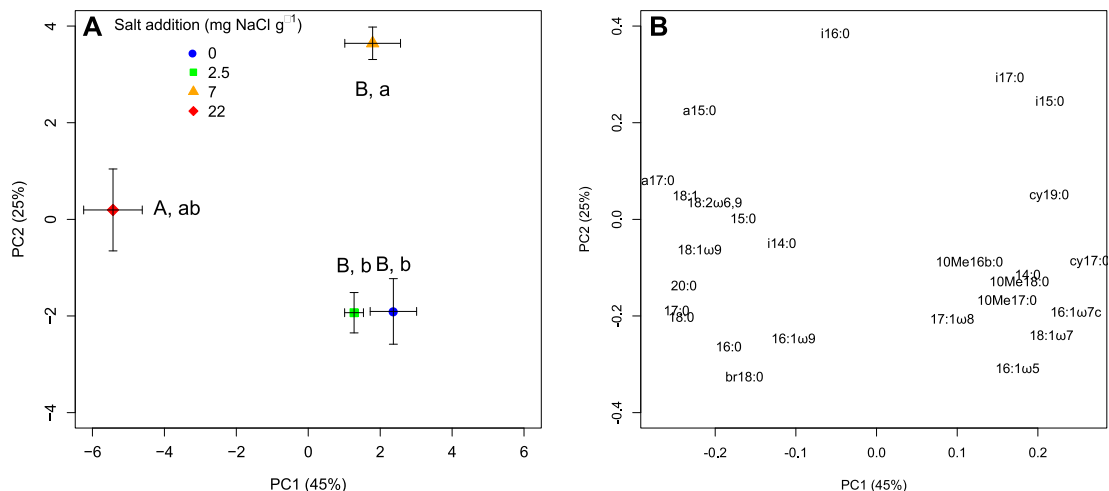 A
Salt addition (mg NaCl g⁻¹)
0
2.5
7
22
B, a
A, ab
B, b
B, b
PC2 (25%)
4
2
0
−2
−4
−6
−4
−2
0
2
4
6
PC1 (45%)
B
i16:0
i17:0
i15:0
a15:0
a17:0
18:1
18:2ω6,9
15:0
cy19:0
i14:0
18:1ω9
10Me16b:0
cy17:0
14:0
10Me18:0
20:0
10Me17:0
17:0
18:0
17:1ω8
16:1ω7c
16:0
16:1ω9
18:1ω7
br18:0
16:1ω5
PC2 (25%)
0.4
0.2
0.0
-0.2
-0.4
-0.2
-0.1
0.0
0.1
0.2
PC1 (45%)